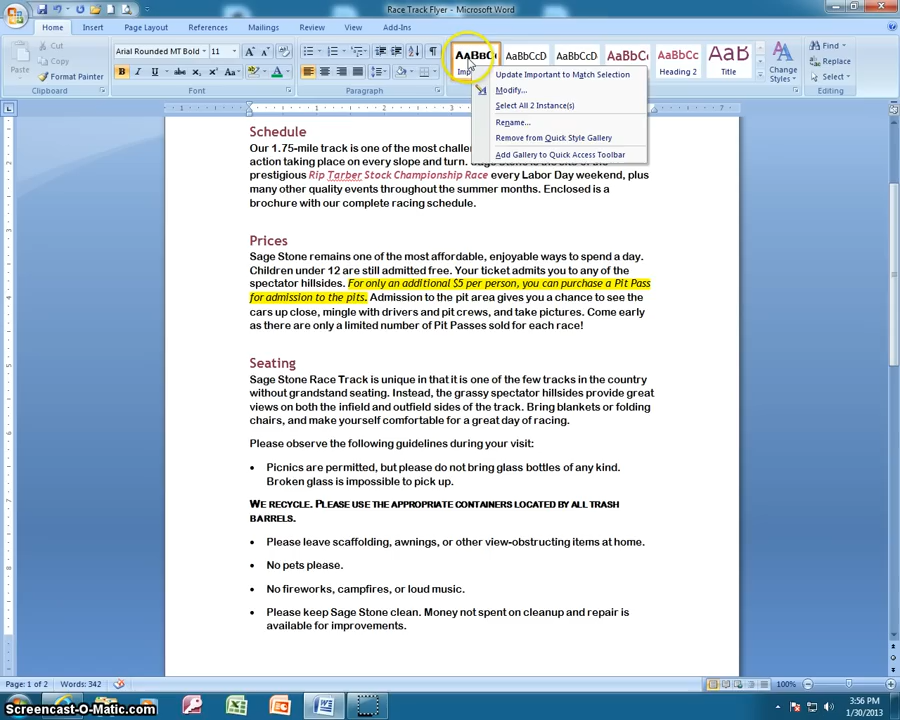 Race Track Flyer - Microsoft Word
Home Insert Page Layout References Mailings Review View Add-Ins
Paste
Cut
Copy
Format Painter
Clipboard
Arial Rounded MT Bold 11
Font
Paragraph
AaBbCc AaBbCcD AaBbCcD AaBbCc AaBbCc AaB
Heading 2 Title
Change Styles
Find
Replace
Select
Editing
Update Important to Match Selection
Modify...
Select All 2 Instance(s)
Rename...
Remove from Quick Style Gallery
Add Gallery to Quick Access Toolbar
Schedule
Our 1.75-mile track is one of the most
action taking place on every slope and turn.
prestigious Rip Tarber Stock Championship Race every Labor Day weekend, plus
many other quality events throughout the summer months. Enclosed is a
brochure with our complete racing schedule.
Prices
Sage Stone remains one of the most affordable, enjoyable ways to spend a day.
Children under 12 are still admitted free. Your ticket admits you to any of the
spectator hillsides. For only an additional $5 per person, you can purchase a Pit Pass
for admission to the pits. Admission to the pit area gives you a chance to see the
cars up close, mingle with drivers and pit crews, and take pictures. Come early
as there are only a limited number of Pit Passes sold for each race!
Seating
Sage Stone Race Track is unique in that it is one of the few tracks in the country
without grandstand seating. Instead, the grassy spectator hillsides provide great
views on both the infield and outfield sides of the track. Bring blankets or folding
chairs, and make yourself comfortable for a great day of racing.
Please observe the following guidelines during your visit:
• Picnics are permitted, but please do not bring glass bottles of any kind.
Broken glass is impossible to pick up.
WE RECYCLE. PLEASE USE THE APPROPRIATE CONTAINERS LOCATED BY ALL TRASH
BARRELS.
• Please leave scaffolding, awnings, or other view-obstructing items at home.
• No pets please.
• No fireworks, campfires, or loud music.
• Please keep Sage Stone clean. Money not spent on cleanup and repair is
available for improvements.
Page: 1 of 2 Words: 342 100%
Screencast-O-Matic.com
3:56 PM
1/30/2013